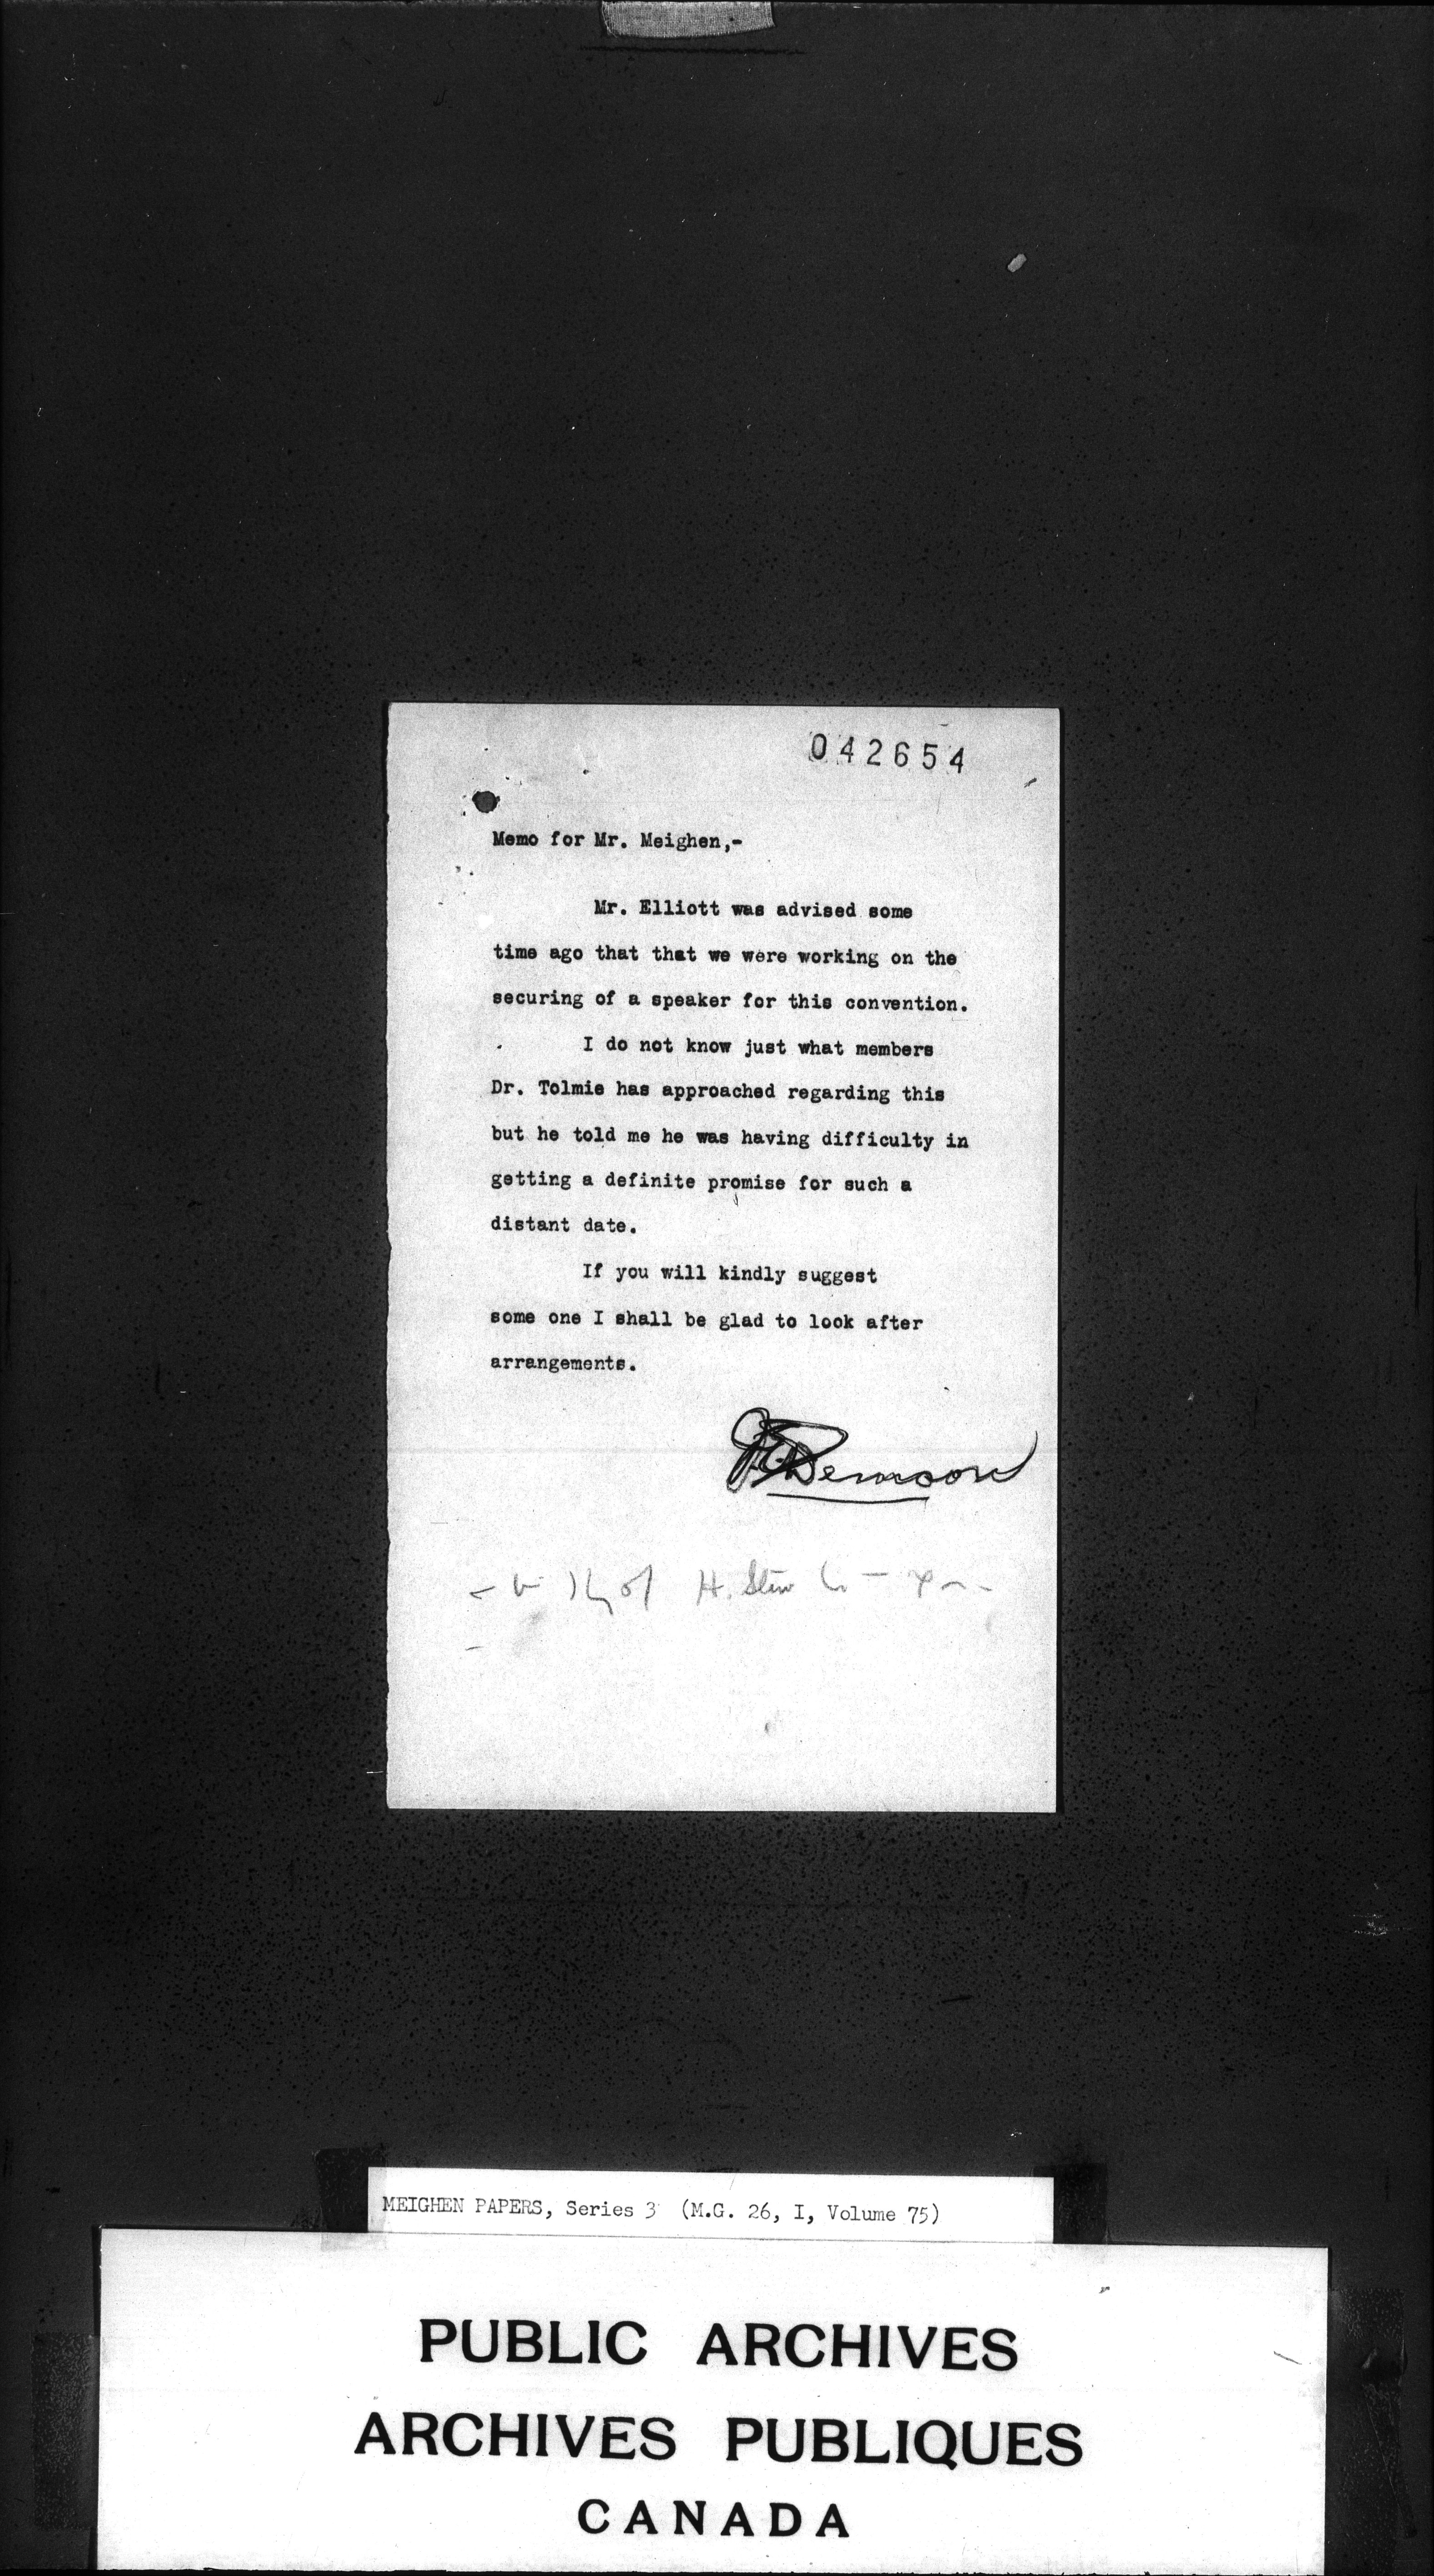 042654
Memo for Mr. Meighen,-
Mr. Elliott was advised some
time ago that that we were working on the
securing of a speaker for this convention.
I do not know just what members
Dr. Tolmie has approached regarding this
but he told me he was having difficulty in
getting a definite promise for such a
distant date.
If you will kindly suggest
some one I shall be glad to look after
arrangements.
of H.
MEIGHEN PAPERS, Series 3 (M.G. 26, I, Volume 75)
PUBLIC ARCHIVES
ARCHIVES PUBLIQUES
CANADA